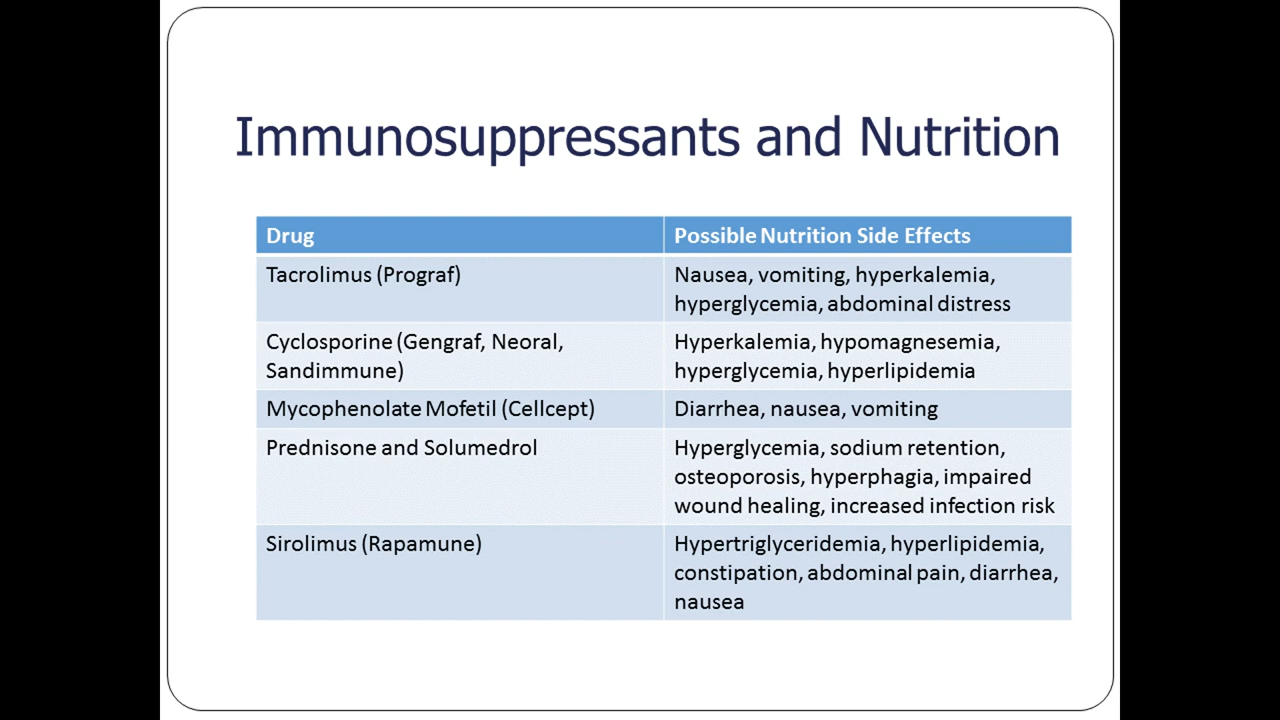 Immunosuppressants and Nutrition
Drug
Possible Nutrition Side Effects
Tacrolimus (Prograf)
Nausea, vomiting, hyperkalemia,
hyperglycemia, abdominal distress
Cyclosporine (Gengraf, Neoral,
Sandimmune)
Hyperkalemia, hypomagnesemia,
hyperglycemia, hyperlipidemia
Mycophenolate Mofetil (Cellcept)
Diarrhea, nausea, vomiting
Prednisone and Solumedrol
Hyperglycemia, sodium retention,
osteoporosis, hyperphagia, impaired
wound healing, increased infection risk
Sirolimus (Rapamune)
Hypertriglyceridemia, hyperlipidemia,
constipation, abdominal pain, diarrhea,
nausea